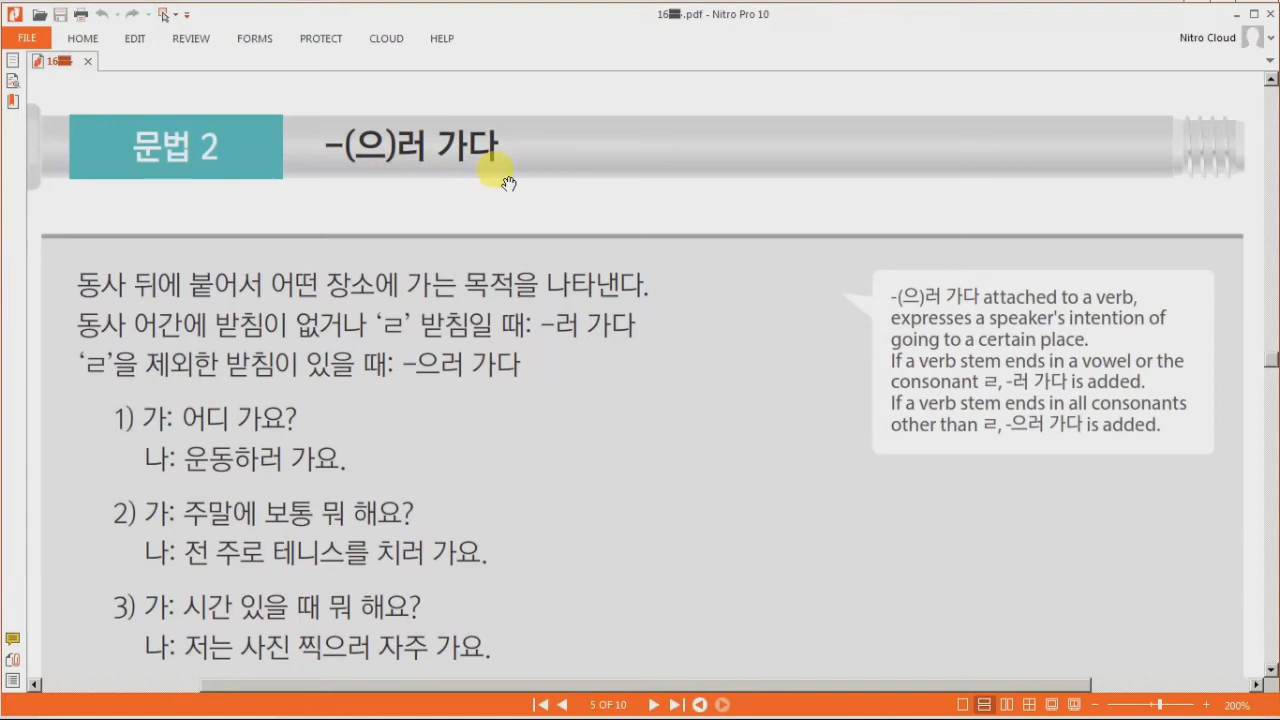 16.pdf - Nitro Pro 10
FILE HOME EDIT REVIEW FORMS PROTECT CLOUD HELP
Nitro Cloud
16
문법 2
-(으)러 가다
동사 뒤에 붙어서 어떤 장소에 가는 목적을 나타낸다.
동사 어간에 받침이 없거나 ‘ㄹ’ 받침일 때: -러 가다
‘ㄹ’을 제외한 받침이 있을 때: -으러 가다
1) 가: 어디 가요?
나: 운동하러 가요.
2) 가: 주말에 보통 뭐 해요?
나: 전 주로 테니스를 치러 가요.
3) 가: 시간 있을 때 뭐 해요?
나: 저는 사진 찍으러 자주 가요.
-(으)러 가다 attached to a verb,
expresses a speaker's intention of
going to a certain place.
If a verb stem ends in a vowel or the
consonant ㄹ, -러 가다 is added.
If a verb stem ends in all consonants
other than ㄹ, -으러 가다 is added.
5 OF 10
200%